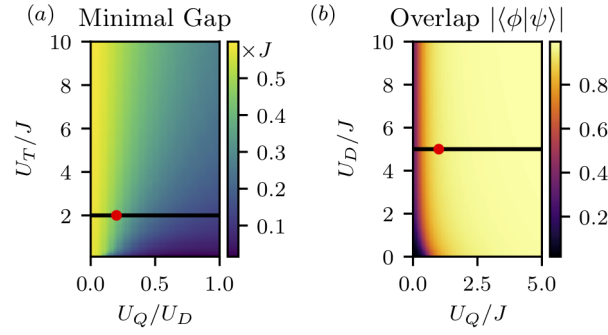 (a) Minimal Gap
×J
10
8
6
4
2
U_T/J
0.0 0.5 1.0
U_Q/U_D
0.5
0.4
0.3
0.2
0.1
(b) Overlap |⟨ϕ|ψ⟩|
10
8
6
4
2
0
U_D/J
0.0 2.5 5.0
U_Q/J
0.8
0.6
0.4
0.2